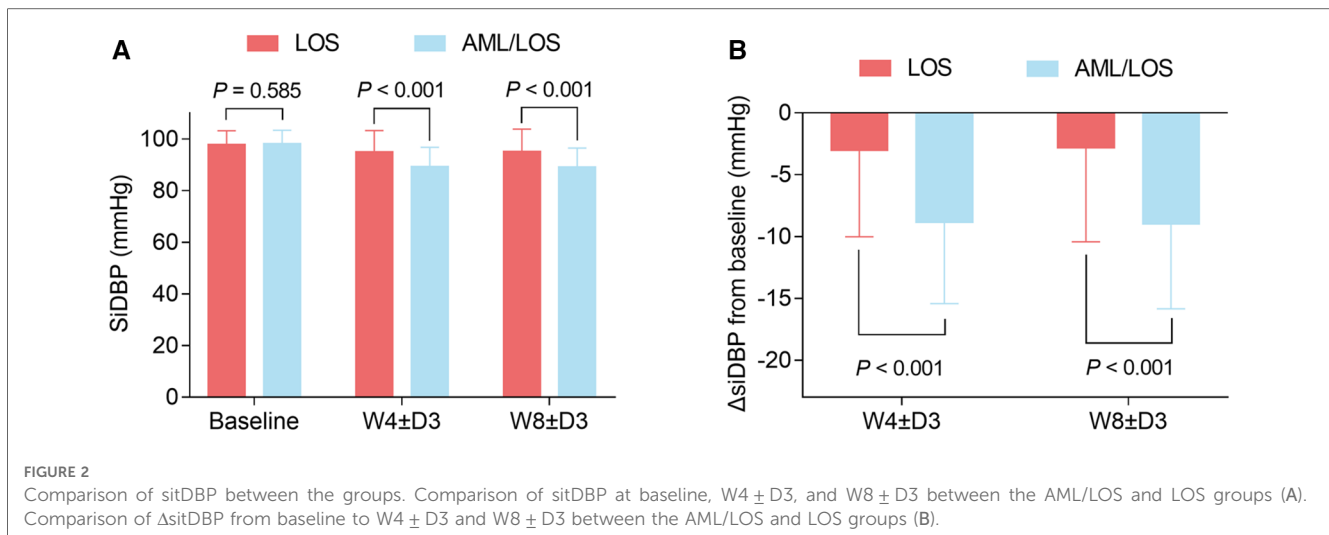 A
LOS
AML/LOS
P = 0.585
P < 0.001
P < 0.001
SiDBP (mmHg)
100
80
60
40
20
0
Baseline
W4±D3
W8±D3
B
LOS
AML/LOS
ΔsiDBP from baseline (mmHg)
0
-5
-10
-15
-20
P < 0.001
P < 0.001
W4±D3
W8±D3
FIGURE 2
Comparison of sitDBP between the groups. Comparison of sitDBP at baseline, W4 ± D3, and W8 ± D3 between the AML/LOS and LOS groups (A).
Comparison of ΔsitDBP from baseline to W4 ± D3 and W8 ± D3 between the AML/LOS and LOS groups (B).